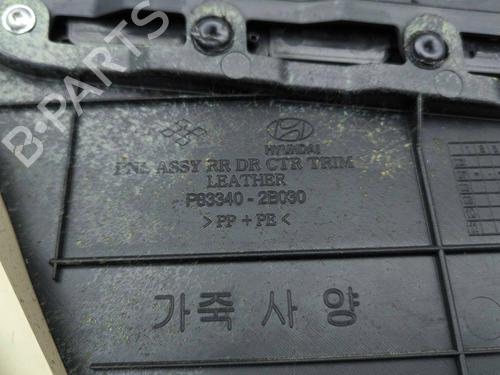 HYUNDAI
PNL ASSY RR DR CTR TRIM
LEATHER
P83340 - 2B030
> PP + PE <
가죽 사양
B-PARTS